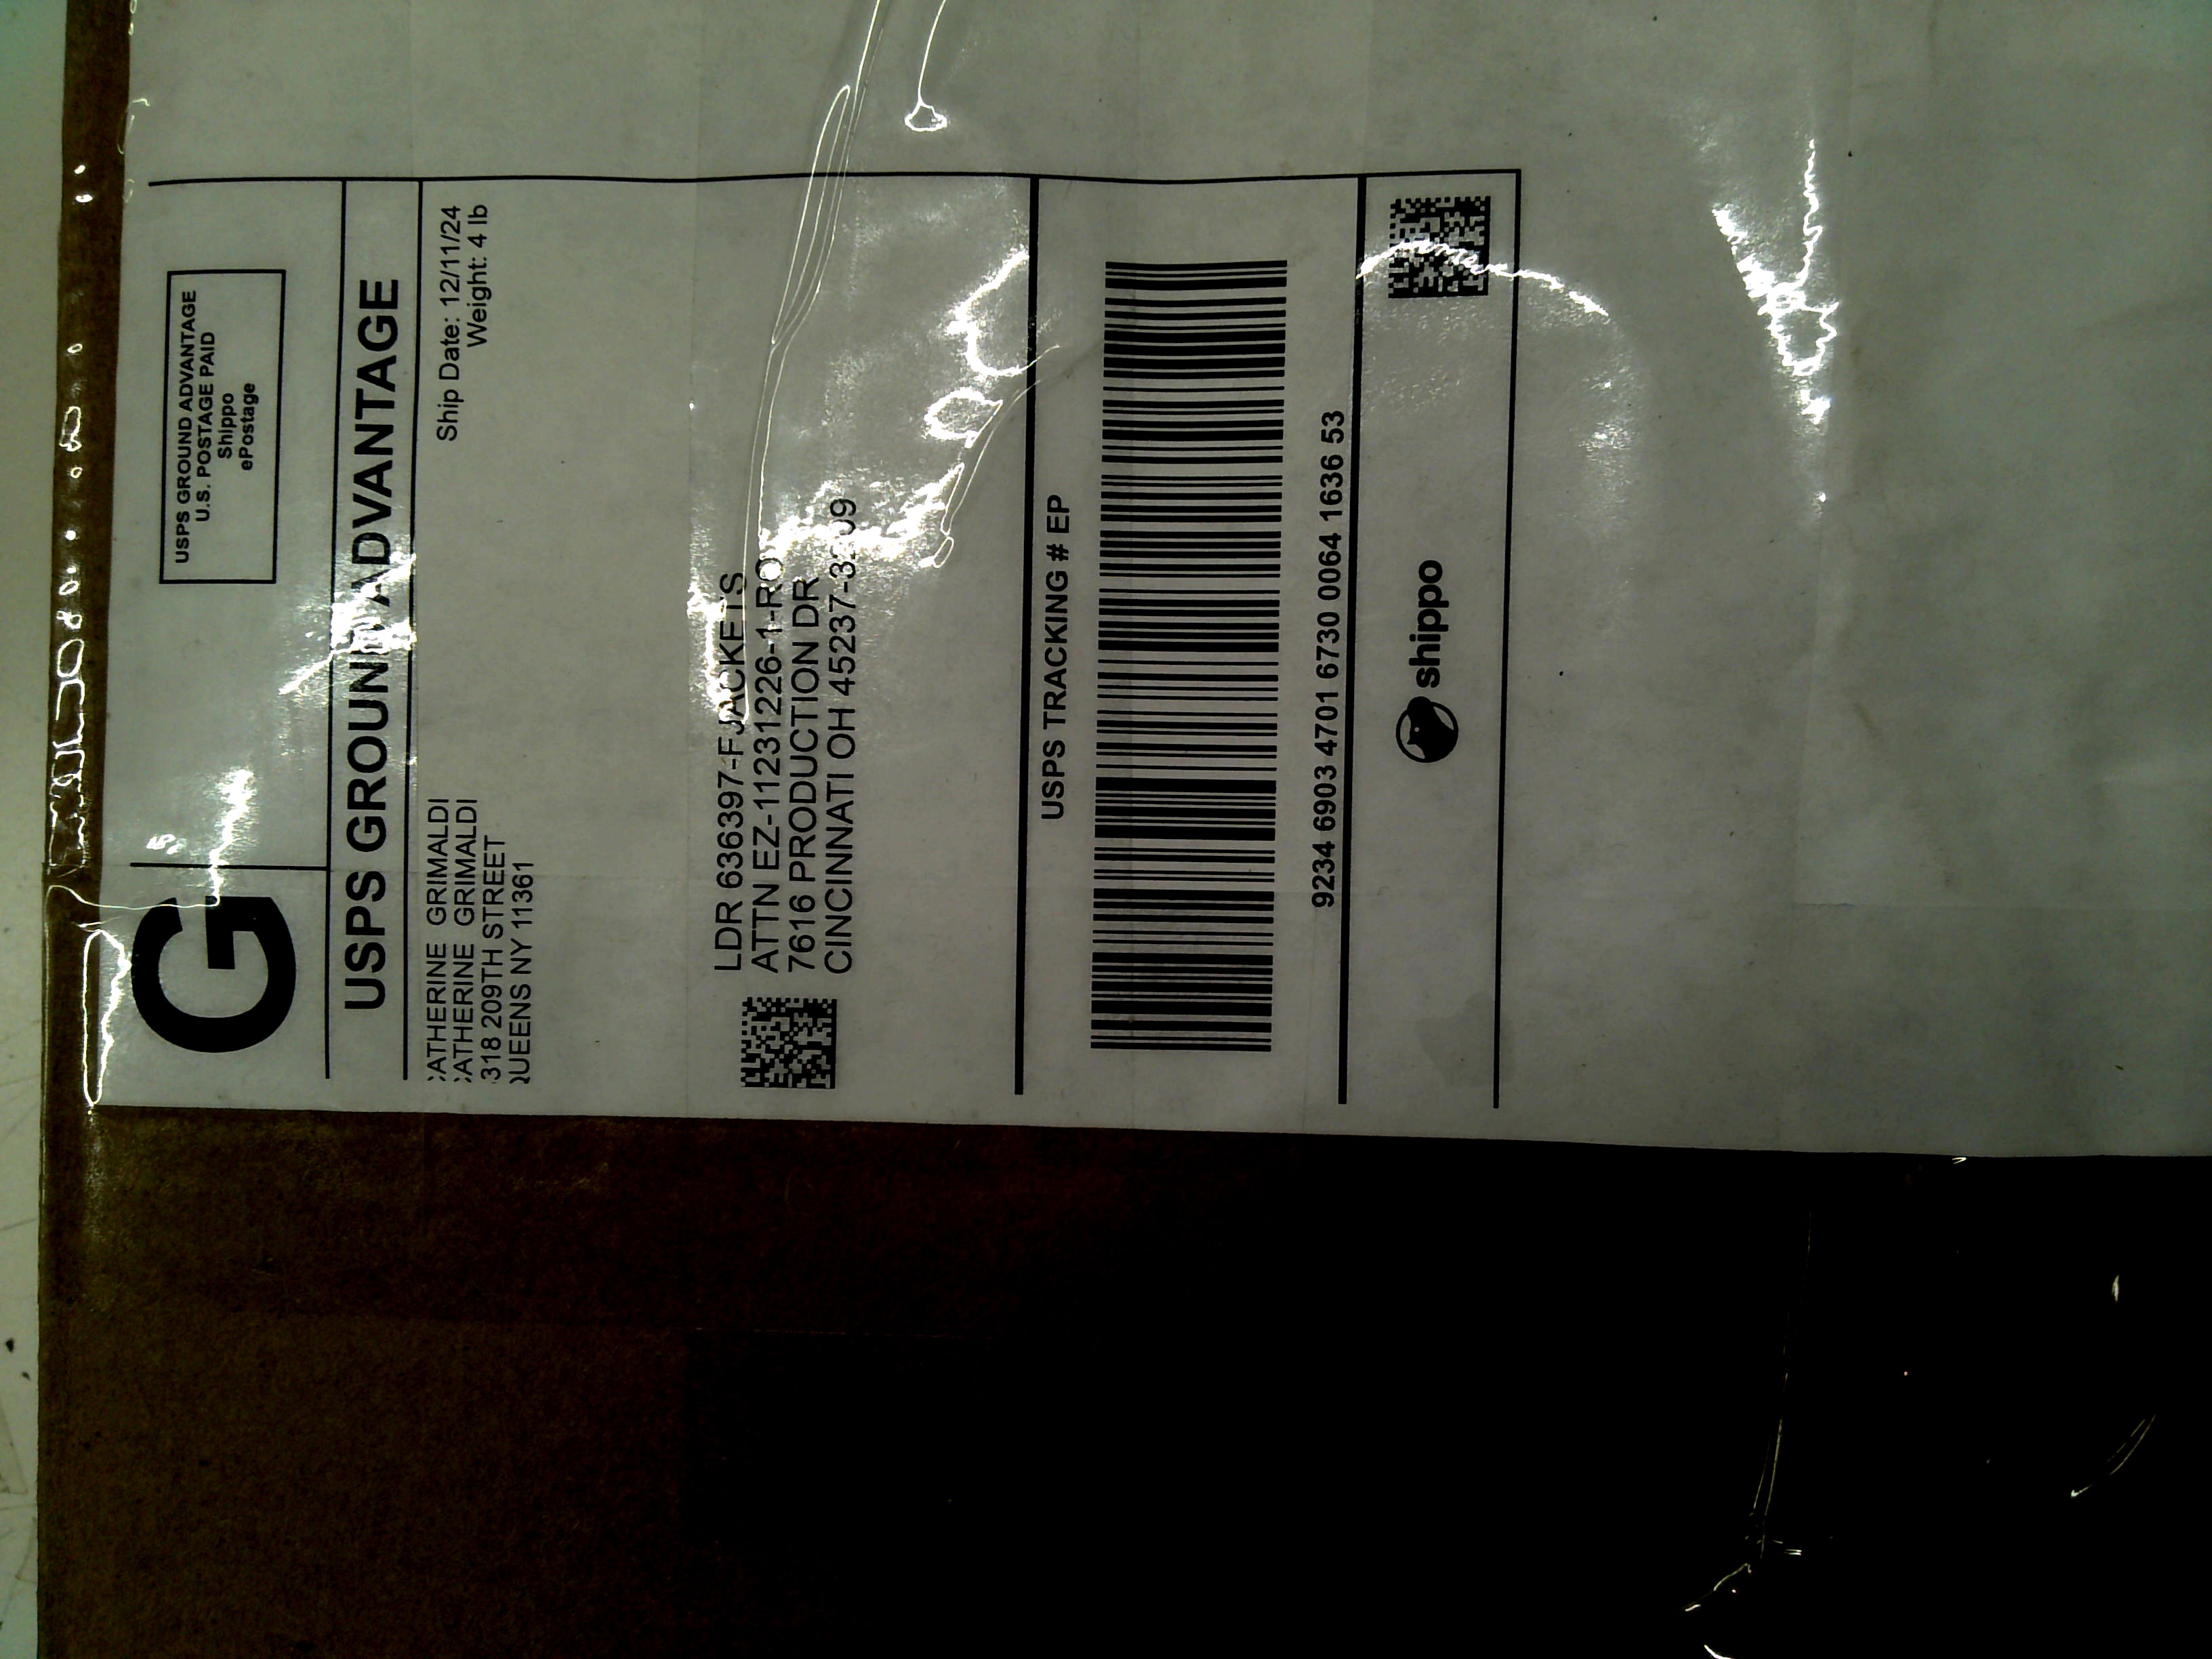 G
USPS GROUND ADVANTAGE
U.S. POSTAGE PAID
Shippo
ePostage
USPS GROUND ADVANTAGE
ATHERINE GRIMALDI
ATHERINE GRIMALDI
318 209TH STREET
QUEENS NY 11361
Ship Date: 12/11/24
Weight: 4 lb
LDR 636397-FJACKETS
ATTN EZ-11231226-1-RO
7616 PRODUCTION DR
CINCINNATI OH
USPS TRACKING # EP
9234 6903 4701 6730 0064 1636 53
shippo